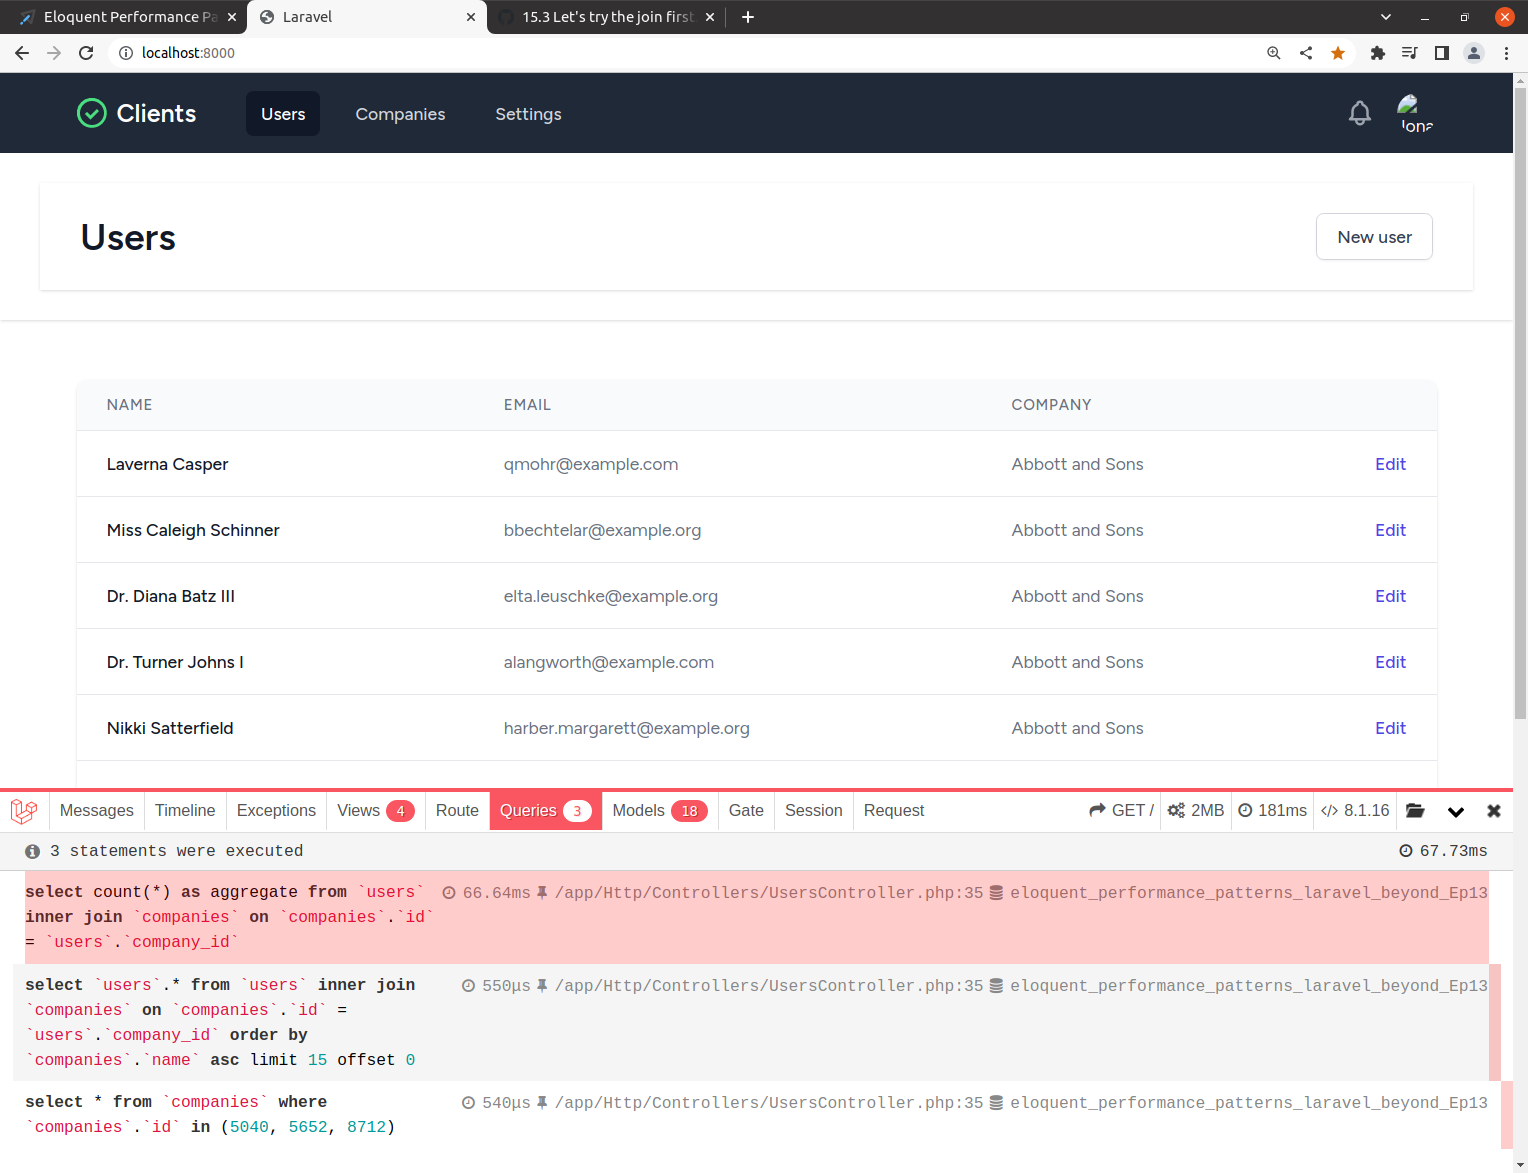 Eloquent Performance Pa
Laravel
15.3 Let's try the join first
localhost:8000
Clients
Users
Companies
Settings
Jona
Users
New user
NAME EMAIL COMPANY
Laverna Casper qmohr@example.com Abbott and Sons Edit
Miss Caleigh Schinner bbechtelar@example.org Abbott and Sons Edit
Dr. Diana Batz III elta.leuschke@example.org Abbott and Sons Edit
Dr. Turner Johns I alangworth@example.com Abbott and Sons Edit
Nikki Satterfield harber.margarett@example.org Abbott and Sons Edit
Messages Timeline Exceptions Views 4 Route Queries 3 Models 18 Gate Session Request GET / 2MB 181ms 8.1.16
3 statements were executed 67.73ms
select count(*) as aggregate from `users` 66.64ms /app/Http/Controllers/UsersController.php:35 eloquent_performance_patterns_laravel_beyond_Ep13
inner join `companies` on `companies`.`id`
= `users`.`company_id`
select `users`.* from `users` inner join 550μs /app/Http/Controllers/UsersController.php:35 eloquent_performance_patterns_laravel_beyond_Ep13
`companies` on `companies`.`id` =
`users`.`company_id` order by
`companies`.`name` asc limit 15 offset 0
select * from `companies` where 540μs /app/Http/Controllers/UsersController.php:35 eloquent_performance_patterns_laravel_beyond_Ep13
`companies`.`id` in (5040, 5652, 8712)